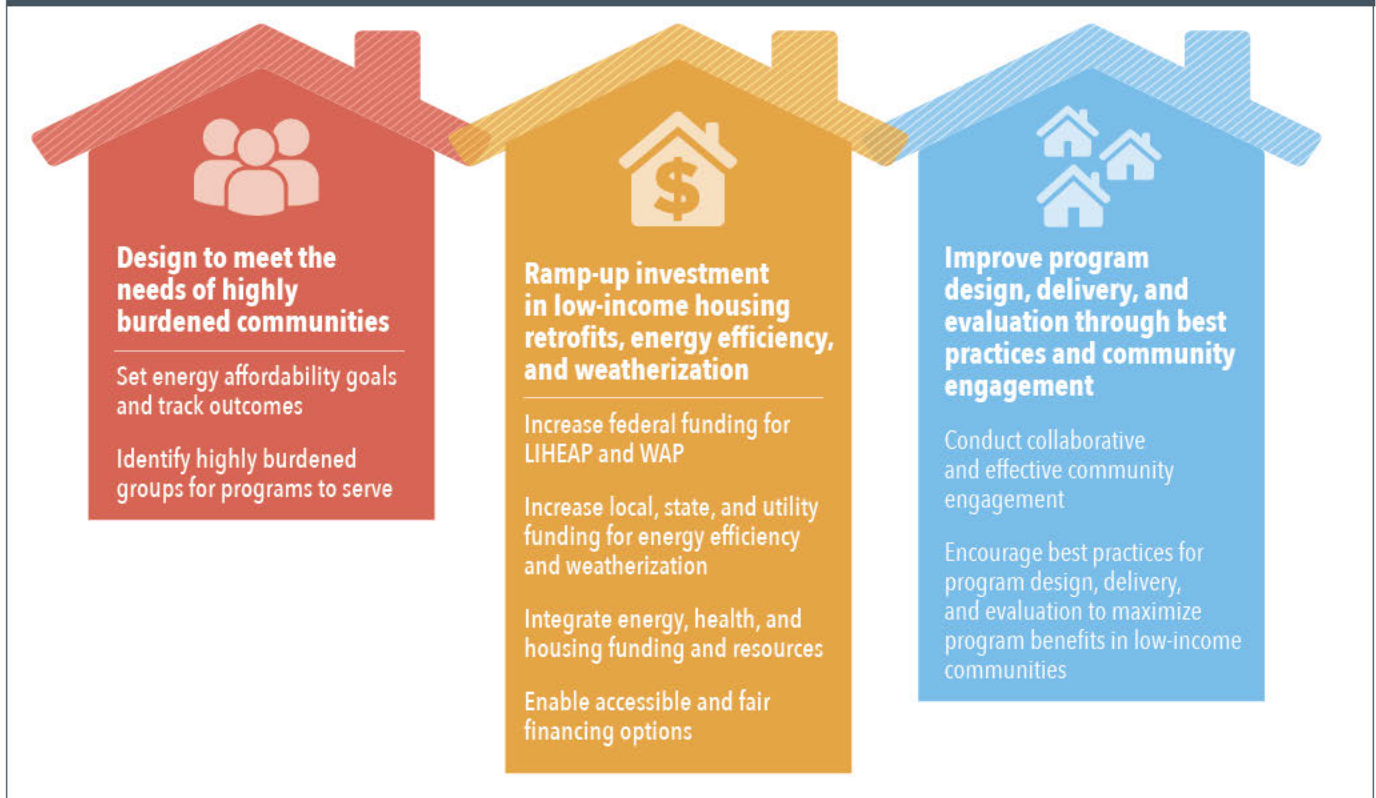 Design to meet the
needs of highly
burdened communities
Set energy affordability goals
and track outcomes
Identify highly burdened
groups for programs to serve
$
Ramp-up investment
in low-income housing
retrofits, energy efficiency,
and weatherization
Increase federal funding for
LIHEAP and WAP
Increase local, state, and utility
funding for energy efficiency
and weatherization
Integrate energy, health, and
housing funding and resources
Enable accessible and fair
financing options
Improve program
design, delivery, and
evaluation through best
practices and community
engagement
Conduct collaborative
and effective community
engagement
Encourage best practices for
program design, delivery,
and evaluation to maximize
program benefits in low-income
communities